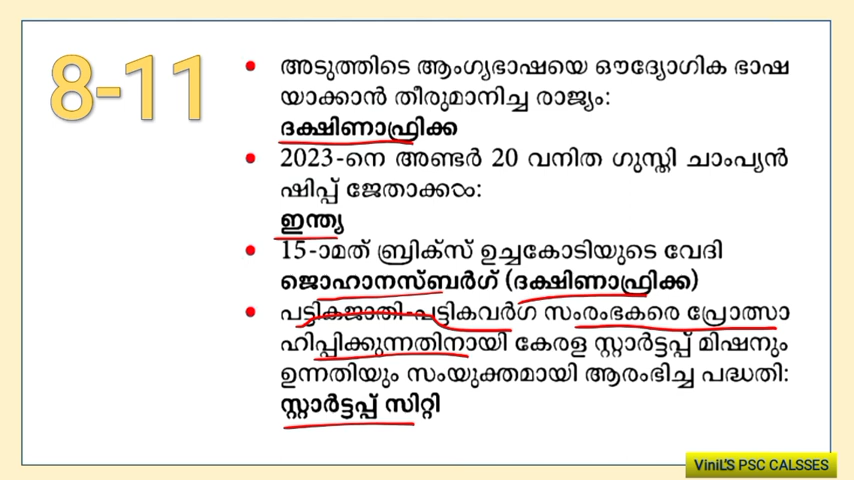 8-11
അടുത്തിടെ ആംഗ്യഭാഷയെ ഔദ്യോഗിക ഭാഷ
യാക്കാൻ തീരുമാനിച്ച രാജ്യം:
ദക്ഷിണാഫ്രിക്ക
2023-നെ അണ്ടർ 20 വനിത ഗുസ്തി ചാംപ്യൻ
ഷിപ്പ് ജേതാക്കൾ:
ഇന്ത്യ
15-ാമത് ബ്രിക്സ് ഉച്ചകോടിയുടെ വേദി
ജൊഹാനസ്ബർഗ് (ദക്ഷിണാഫ്രിക്ക)
പട്ടികജാതി-പട്ടികവർഗ സംരംഭകരെ പ്രോത്സാ
ഹിപ്പിക്കുന്നതിനായി കേരള സ്റ്റാർട്ടപ്പ് മിഷനും
ഉന്നതിയും സംയുക്തമായി ആരംഭിച്ച പദ്ധതി:
സ്റ്റാർട്ടപ്പ് സിറ്റി
ViniL'S PSC CALSSES